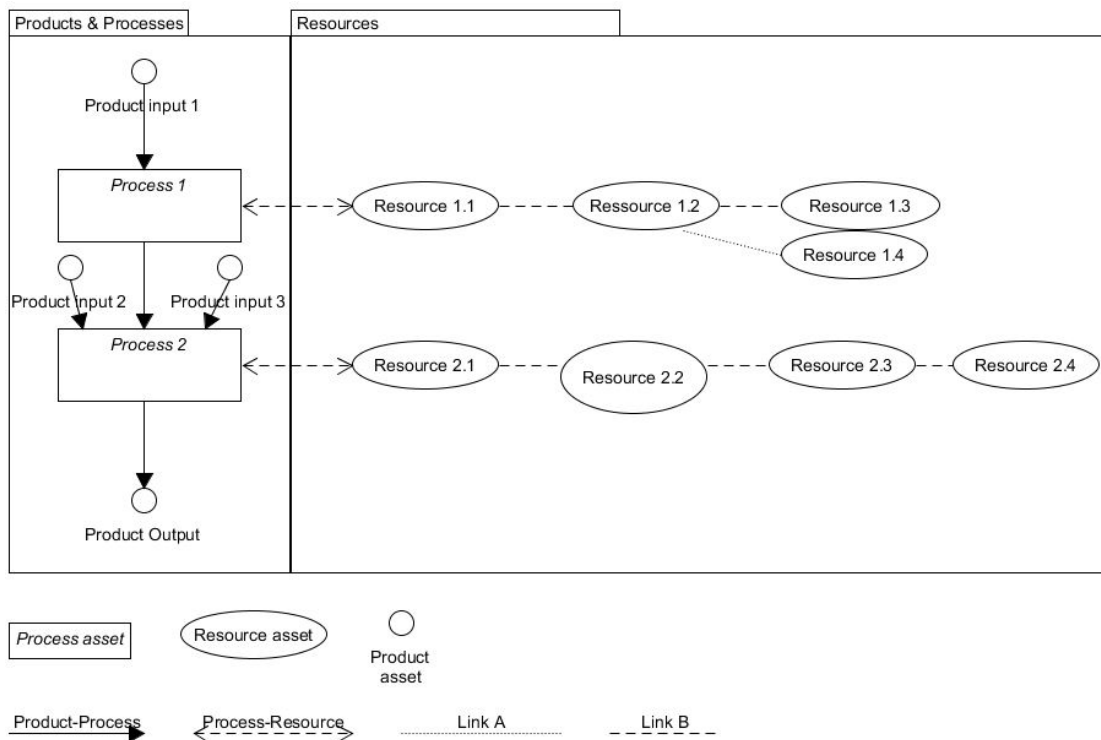 Products & Processes
Resources
Product input 1
Process 1
Resource 1.1
Ressource 1.2
Resource 1.3
Resource 1.4
Product input 2
Product input 3
Process 2
Resource 2.1
Resource 2.2
Resource 2.3
Resource 2.4
Product Output
Process asset
Resource asset
Product
asset
Product-Process
Process-Resource
Link A
Link B